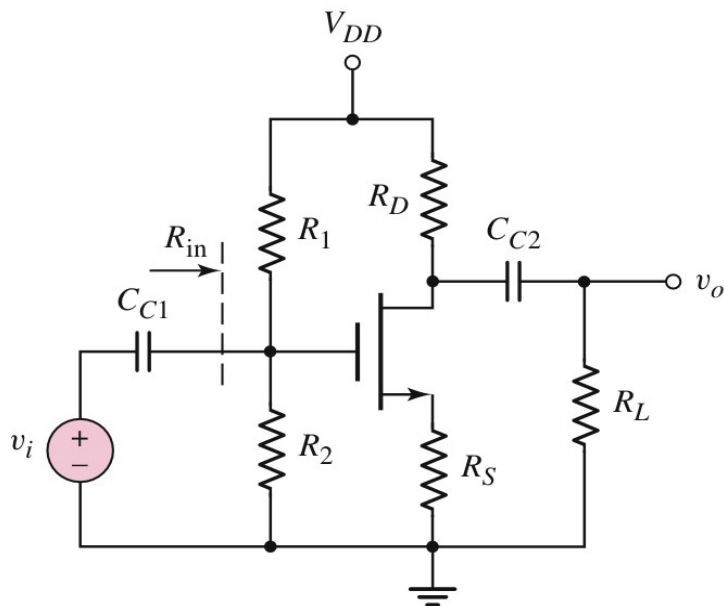 V_DD
R_D
R_1
R_in
C_C2
v_o
C_C1
R_L
v_i
+
−
R_2
R_S